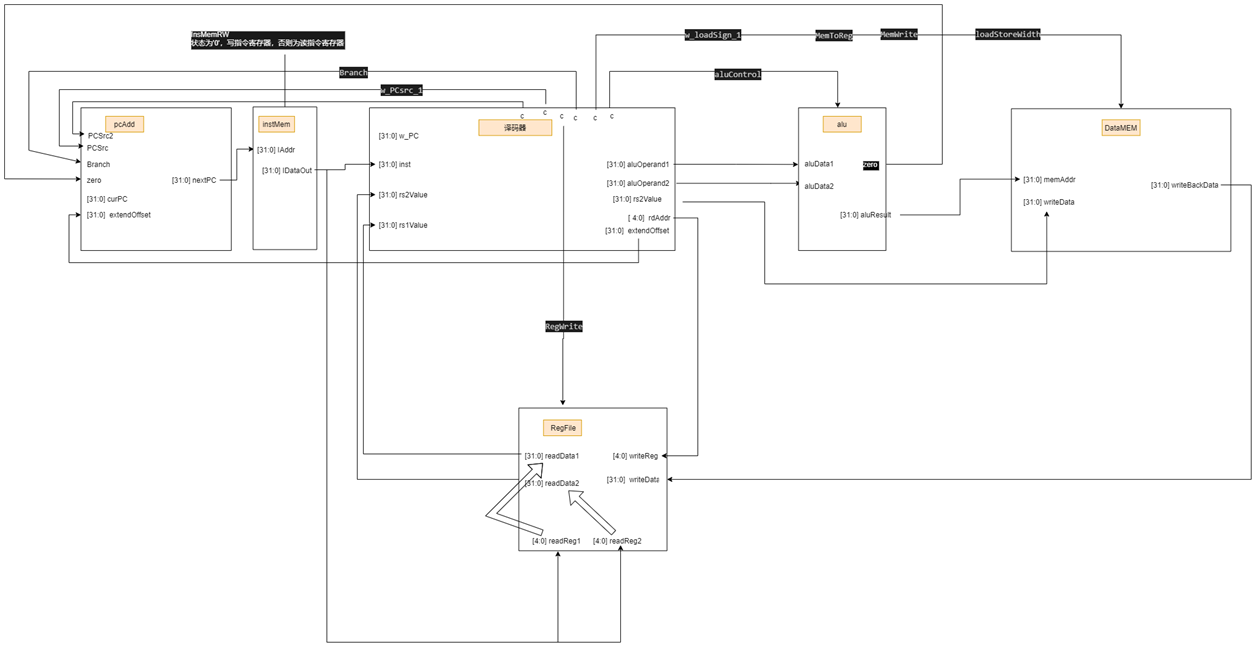 InsMemRW
状态为'0'，写指令寄存器，否则为读指令寄存器
w_loadSign_1
MemToReg
MemWrite
loadStoreWidth
Branch
aluControl
w_PCsrc_1
pcAdd
PCSrc2
PCSrc
Branch
zero
[31:0] nextPC
[31:0] curPC
[31:0] extendOffset
instMem
[31:0] IAddr
[31:0] IDataOut
c
c
c
c
c
c
译码器
[31:0] w_PC
[31:0] inst
[31:0] rs2Value
[31:0] rs1Value
[31:0] aluOperand1
[31:0] aluOperand2
[31:0] rs2Value
[ 4:0] rdAddr
[31:0] extendOffset
alu
aluData1
zero
aluData2
[31:0] aluResult
DataMEM
[31:0] memAddr
[31:0] writeBackData
[31:0] writeData
RegWrite
RegFile
[31:0] readData1
[4:0] writeReg
[31:0] readData2
[31:0] writeData
[4:0] readReg1
[4:0] readReg2